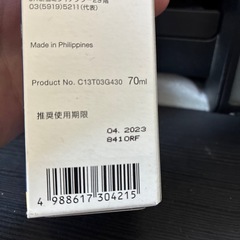 03(5919)5211(代表)
Made in Philippines
Product No. C13T03G430 70ml
推奨使用期限
04. 2023
8410RF
4 988617 304215